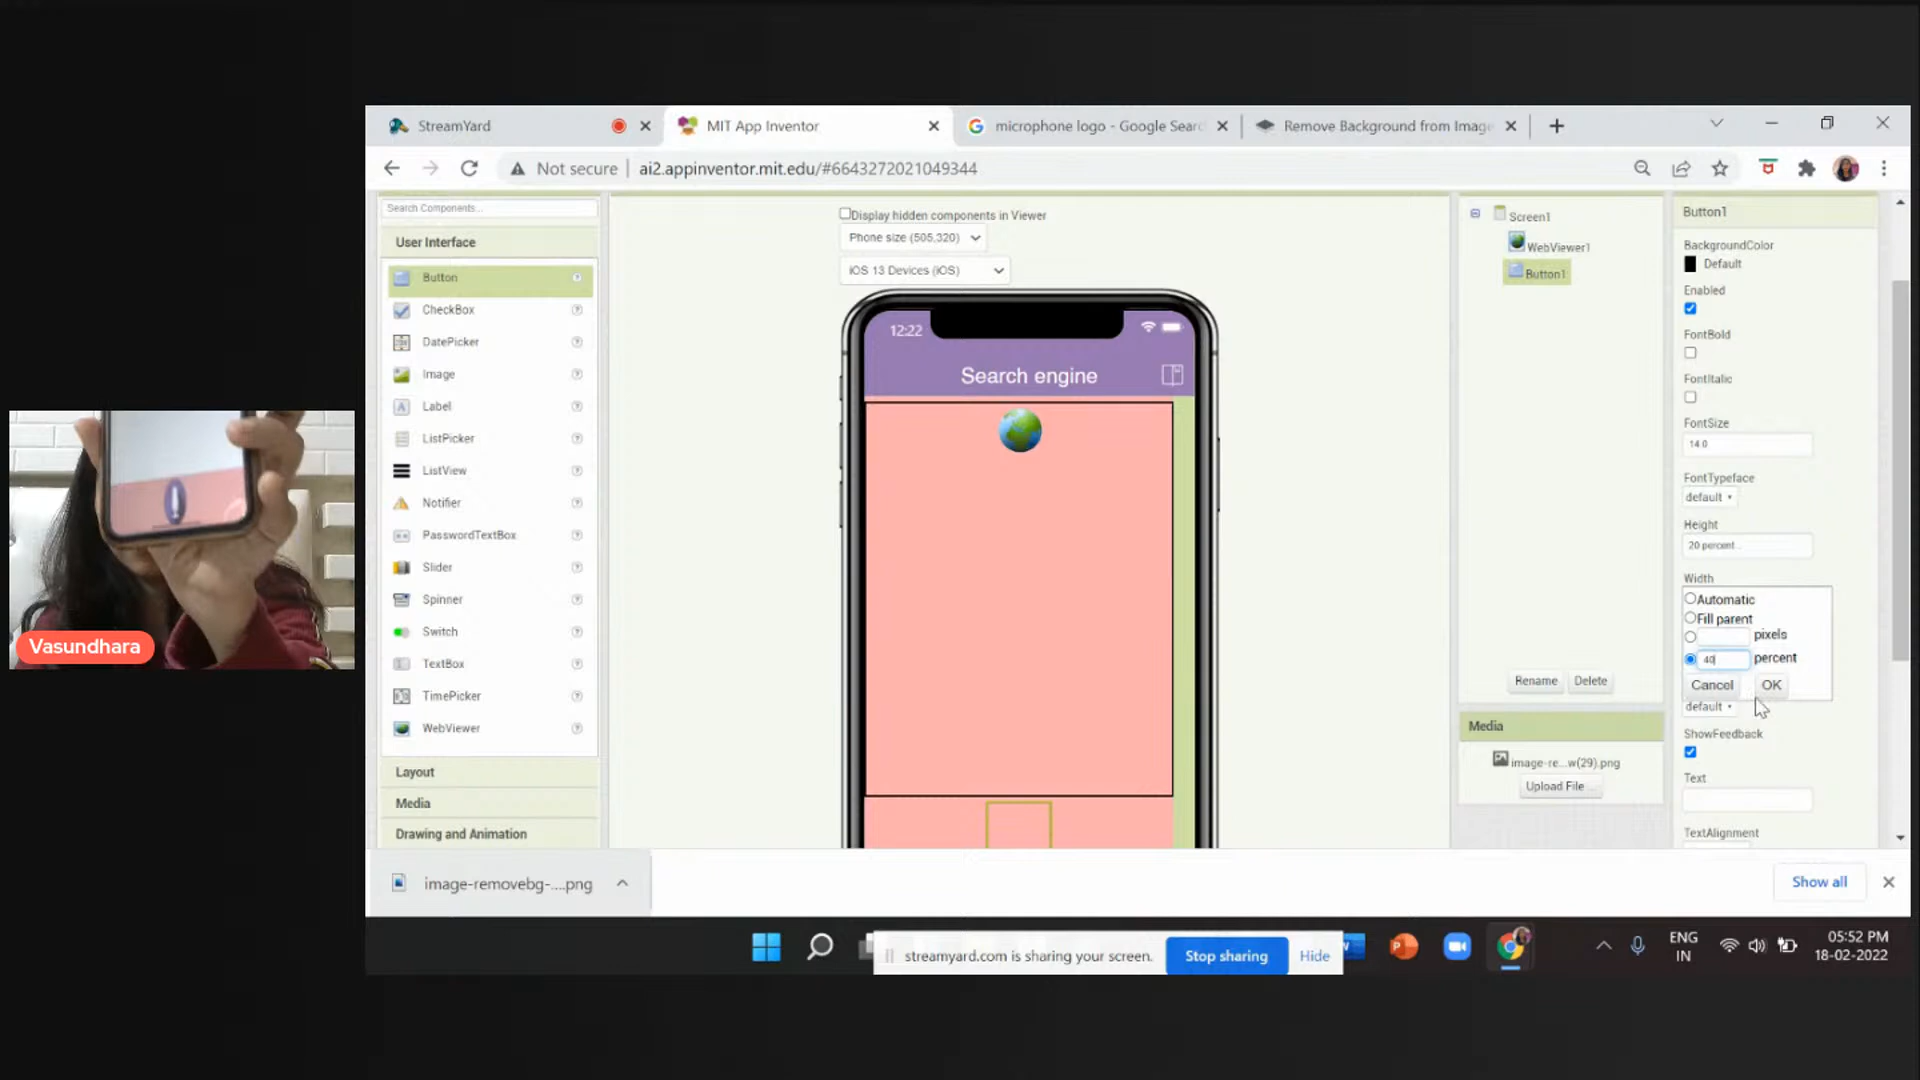 StreamYard
MIT App Inventor
microphone logo - Google Searc
Remove Background from Image
Not secure
ai2.appinventor.mit.edu/#6643272021049344
Search Components...
User Interface
Button
CheckBox
DatePicker
Image
Label
ListPicker
ListView
Notifier
PasswordTextBox
Slider
Spinner
Switch
TextBox
TimePicker
WebViewer
Layout
Media
Drawing and Animation
Display hidden components in Viewer
Phone size (505,320)
iOS 13 Devices (iOS)
12:22
Search engine
Screen1
WebViewer1
Button1
Rename
Delete
Media
image-re...w(29).png
Upload File ...
Button1
BackgroundColor
Default
Enabled
FontBold
FontItalic
FontSize
14.0
FontTypeface
default
Height
20 percent...
Width
Automatic
Fill parent
pixels
40 percent
Cancel OK
default
ShowFeedback
Text
TextAlignment
Vasundhara
image-removebg-....png
Show all
streamyard.com is sharing your screen.
Stop sharing
Hide
ENG
IN
05:52 PM
18-02-2022